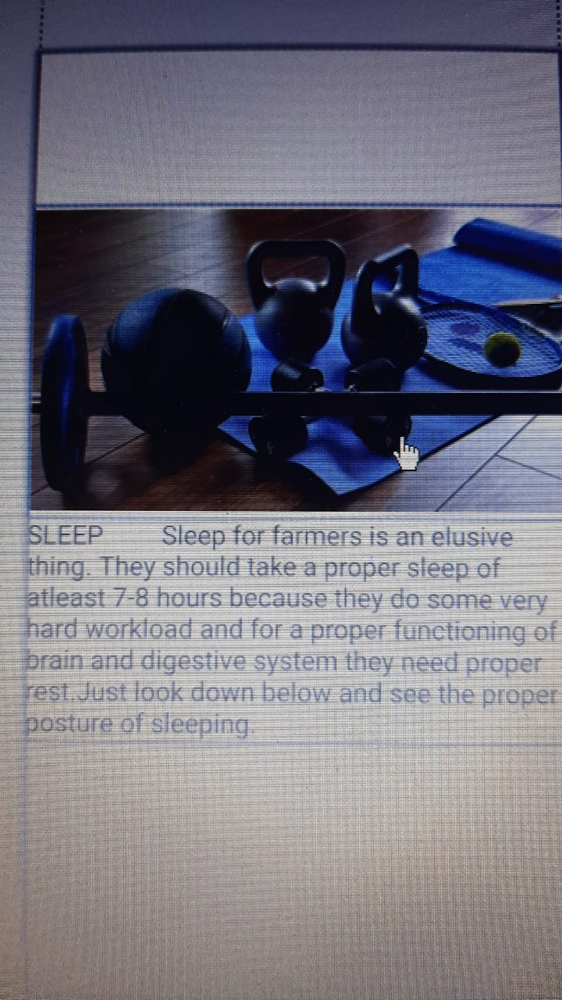 SLEEP Sleep for farmers is an elusive
thing. They should take a proper sleep of
atleast 7-8 hours because they do some very
hard workload and for a proper functioning of
brain and digestive system they need proper
rest.Just look down below and see the proper
posture of sleeping.